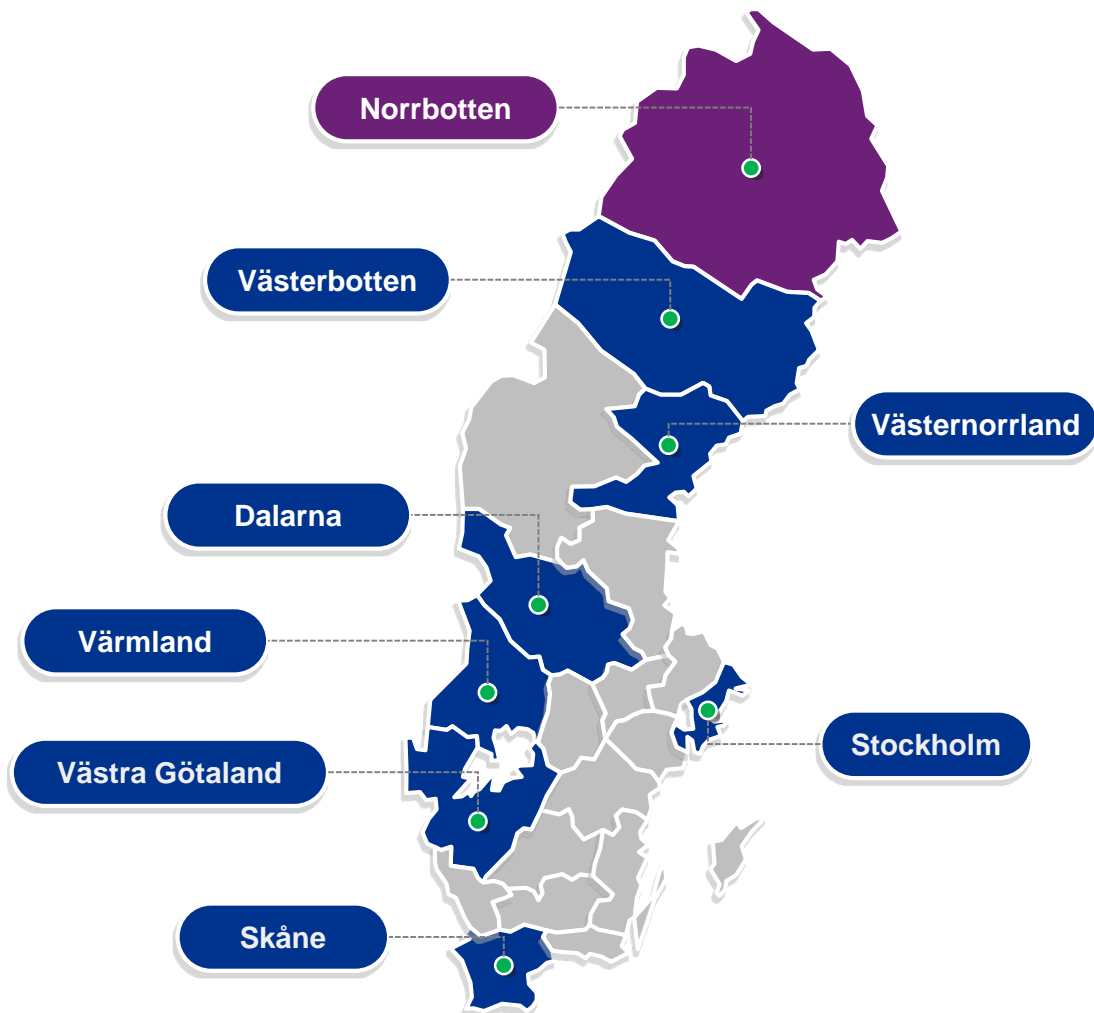 Norrbotten
Västerbotten
Västernorrland
Dalarna
Värmland
Stockholm
Västra Götaland
Skåne